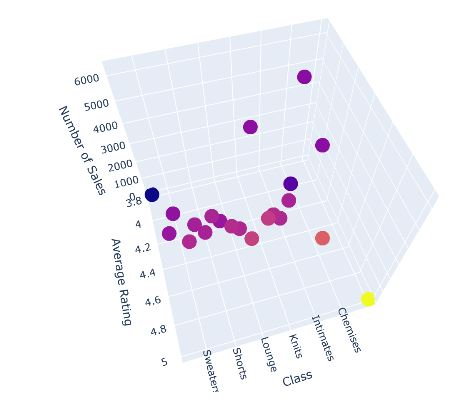 6000
5000
4000
3000
2000
1000
0
Number of Sales
3.8
4
4.2
4.4
4.6
4.8
5
Average Rating
Sweaters
Shorts
Lounge
Knits
Intimates
Chemises
Class